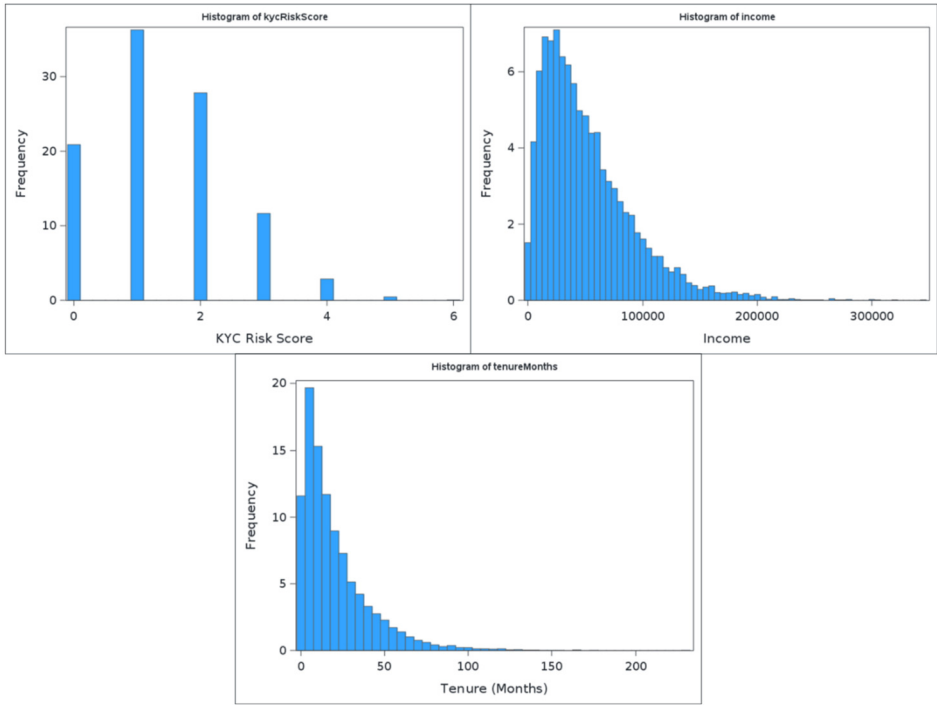 Histogram of kycRiskScore
Frequency
30
20
10
0
0 2 4 6
KYC Risk Score
Histogram of income
Frequency
6
4
2
0
0 100000 200000 300000
Income
Histogram of tenureMonths
Frequency
20
15
10
5
0
0 50 100 150 200
Tenure (Months)